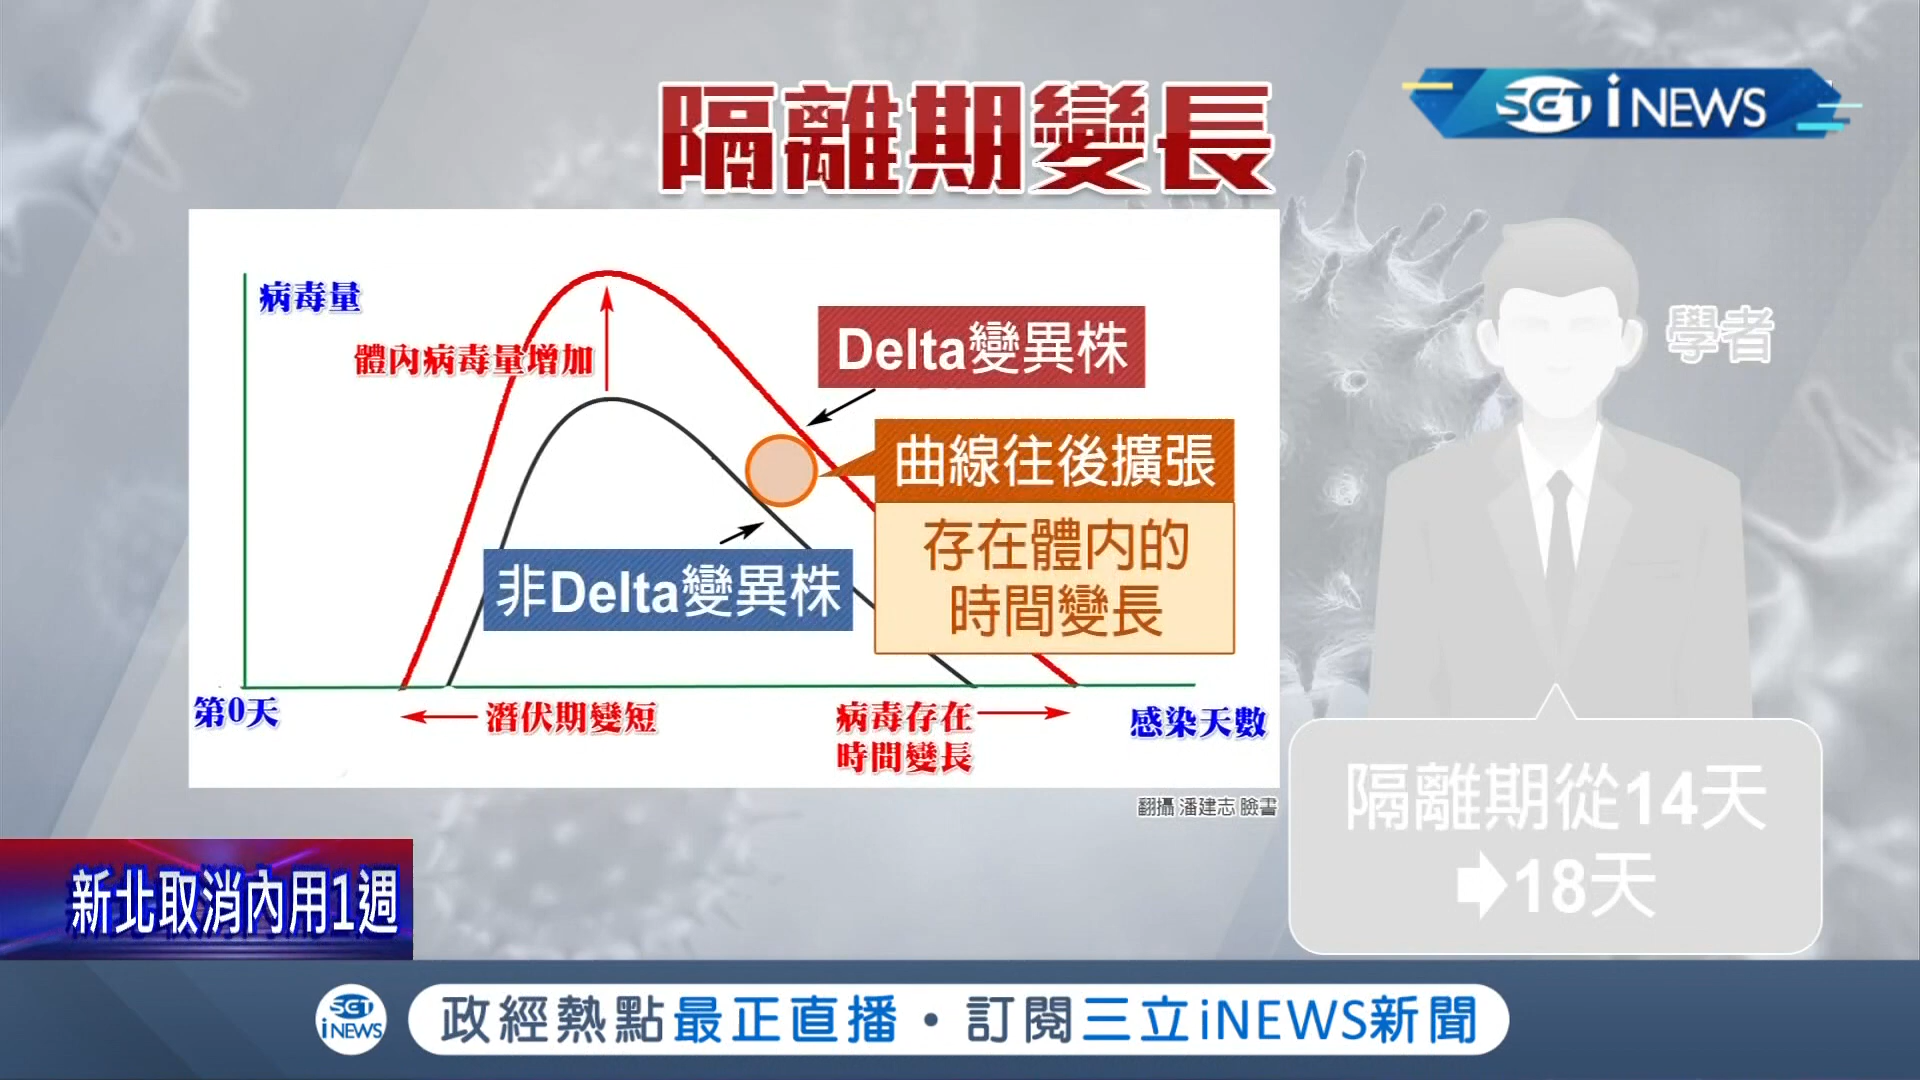 隔離期變長
SET iNEWS
病毒量
體內病毒量增加
Delta變異株
學者
曲線往後擴張
存在體內的
時間變長
非Delta變異株
第0天
潛伏期變短
病毒存在
時間變長
感染天數
翻攝 潘建志 臉書
隔離期從14天
➡18天
新北取消內用1週
SET
iNEWS
政經熱點最正直播・訂閱三立iNEWS新聞